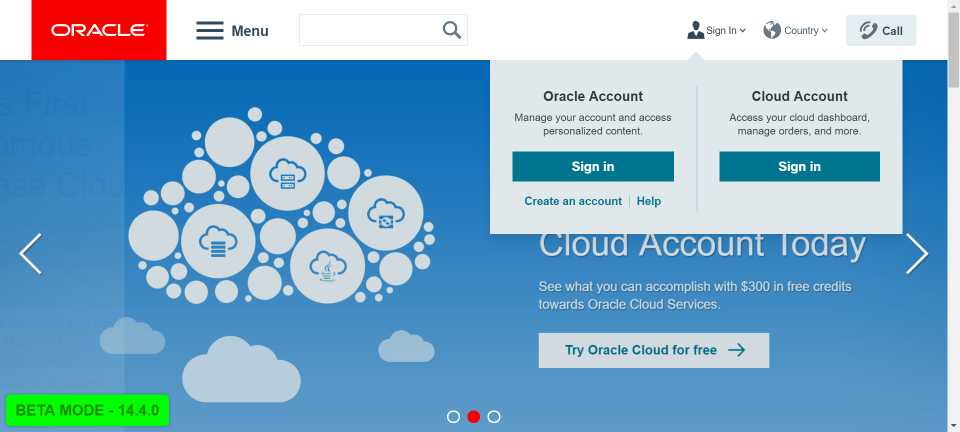 ORACLE
Menu
Sign In
Country
Call
Oracle Account
Manage your account and access
personalized content.
Sign in
Create an account | Help
Cloud Account
Access your cloud dashboard,
manage orders, and more.
Sign in
s First
omous
ase Clou
Cloud Account Today
See what you can accomplish with $300 in free credits
towards Oracle Cloud Services.
Try Oracle Cloud for free
BETA MODE - 14.4.0